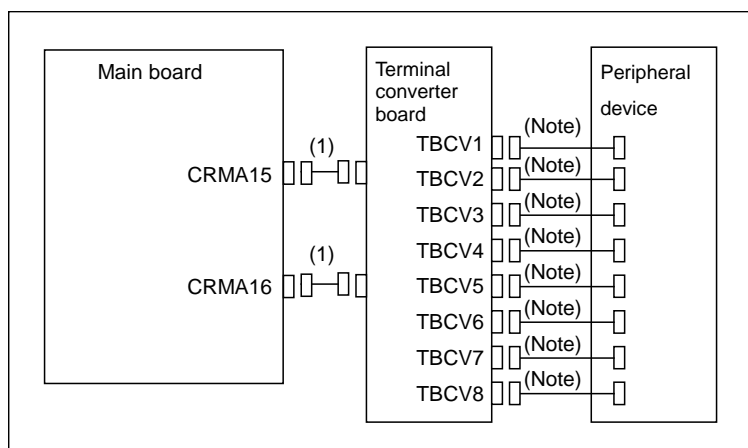 Main board
Terminal
converter
board
Peripheral
device
(1)
CRMA15
(1)
CRMA16
TBCV1
(Note)
TBCV2
(Note)
TBCV3
(Note)
TBCV4
(Note)
TBCV5
(Note)
TBCV6
(Note)
TBCV7
(Note)
TBCV8
(Note)